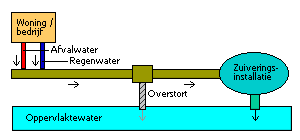 Woning /
bedrijf
Afvalwater
Regenwater
Zuiverings-
installatie
Overstort
Oppervlaktewater